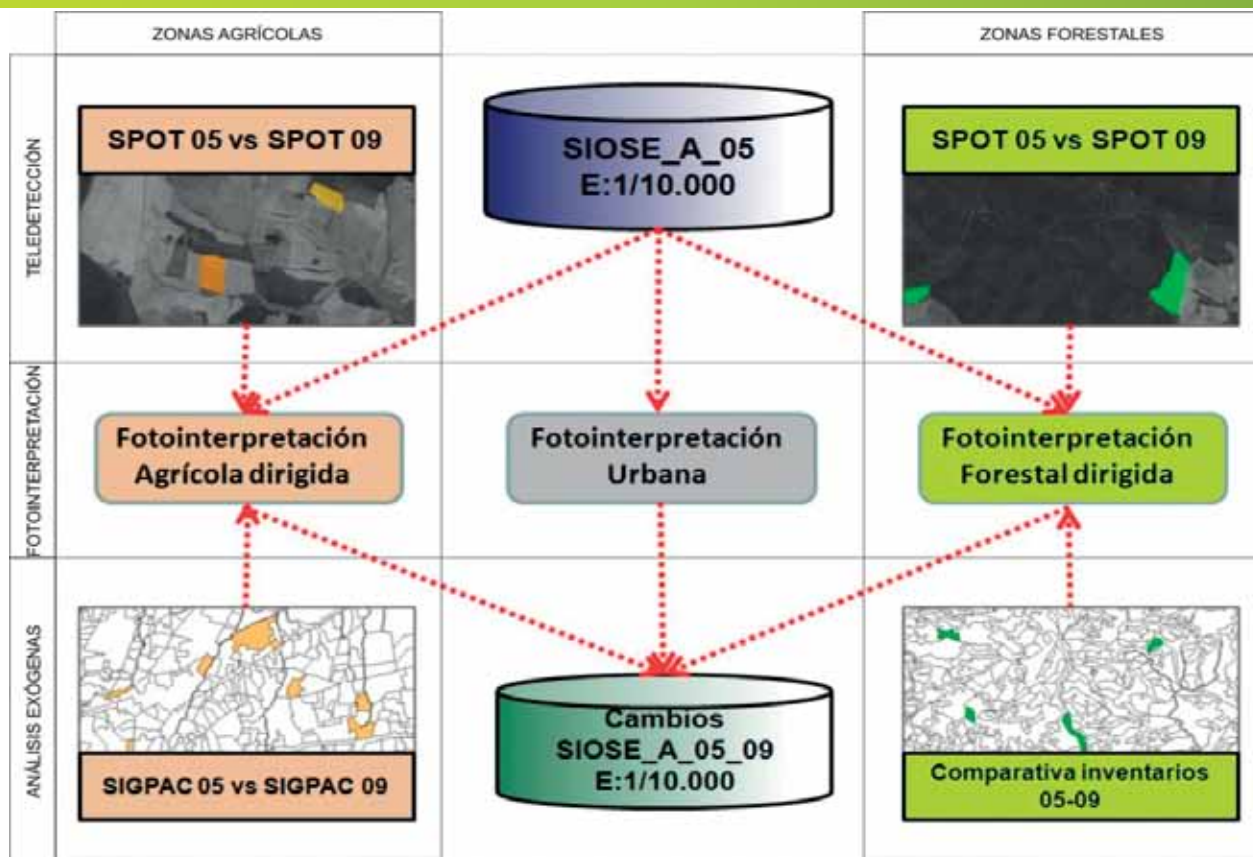 ZONAS AGRÍCOLAS
ZONAS FORESTALES
TELEDETECCIÓN
SPOT 05 vs SPOT 09
SIOSE_A_05
E:1/10.000
SPOT 05 vs SPOT 09
FOTOINTERPRETACIÓN
Fotointerpretación
Agrícola dirigida
Fotointerpretación
Urbana
Fotointerpretación
Forestal dirigida
ANÁLISIS EXÓGENAS
SIGPAC 05 vs SIGPAC 09
Cambios
SIOSE_A_05_09
E:1/10.000
Comparativa inventarios
05-09